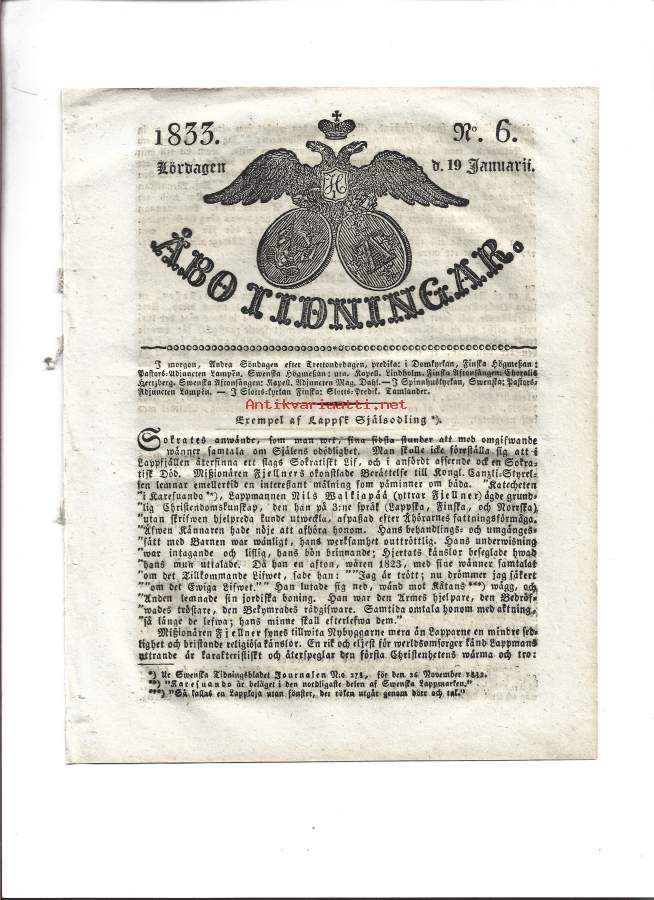 1833.
No. 6.
Lördagen
d. 19 Januarii.
ÅBO TIDNINGAR.
I morgon, Andra Söndagen efter Trettondedagen, predika: i Domkyrkan, Finska Högmeßan:
Pastors-Adjuncten Lampén, Swenska Högmeßan: utn. Kapell. Lindholm. Finska Aftonsången: Choralis
Hertzberg. Swenska Aftonsången: Kapell. Adjuncten Mag. Dahl.—I Spinnhuskyrkan, Swenska: Pastors-
Adjuncten Lampén. — I Slotts-kyrkan Finska: Slotts-Predik. Tamlander.
Antikvariaatti.net
Exempel af Lappsk Själsodling *).
Sokrates anwände, som man wet, sina sidsta stunder att med omgifwande
wänner samtala om Själens odödlighet. Man skulle icke föreställa sig att i
Lappfjällen återfinna ett slags Sokratiskt Lif, och i anfördt afseende ock en Sokra-
tisk Död. Mißionären Fjellners okonstlade Berättelse till Kongl. Canzli-Styrel-
sen lemnar emellertid en intereßant målning som påminner om båda. "Katecheten
"i Karesuando **), Lappmannen Nils Walkiapää (yttrar Fjellner) ägde grund-
"lig Christendomskunskap, den han på 3:ne språk (Lappska, Finska, och Norrska)
"utan skrifwen hjelpreda kunde utweckla, afpaßad efter Åhörarnes fattningsförmåga.
"Äfwen Kännaren hade nöje att afhöra honom. Hans behandlings- och umgänges-
"sätt med Barnen war wänligt, hans werksamhet outtröttlig. Hans underwisning
"war intagande och liflig, hans bön brinnande; Hjertats känslor beseglade hwad
"hans mun uttalade. Då han en afton, wåren 1823, med sine wänner samtalat
"om det Tillkommande Lifwet, sade han: ""Jag är trött; nu drömmer jag säkert
""om det Ewiga Lifwet."" Han lutade sig ned, wänd mot Kåtans ***) wägg, och
"Anden lemnade sin jordiska boning. Han war den Armes hjelpare, den Bedröf-
"wades tröstare, den Bekymrades rådgifware. Samtida omtala honom med aktning,
"så länge de lefwa; hans minne skall efterlefwa dem."
Mißionären Fjellner synes tillwita Nybyggarne mera än Lapparne en mindre sed-
lighet och bristande religiösa känslor. En rik och eljest för werldsomsorger känd Lappmans
yttrande är karakteristiskt och återspeglar den första Christenhetens wärma och tro:
*) Ur Swenska Tidningsbladet Journalen N:o 278, för den 26 November 1832.
**) "Karesuando är beläget i den nordligaste delen af Swenska Lappmarken."
***) "Så kallas en Lappkoja utan fönster, der röken utgår genom dörr och tak."